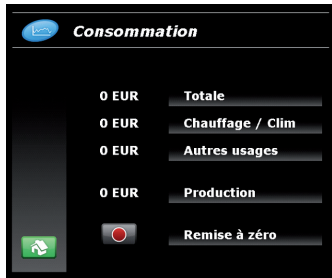 Consommation
0 EUR Totale
0 EUR Chauffage / Clim
0 EUR Autres usages
0 EUR Production
Remise à zéro